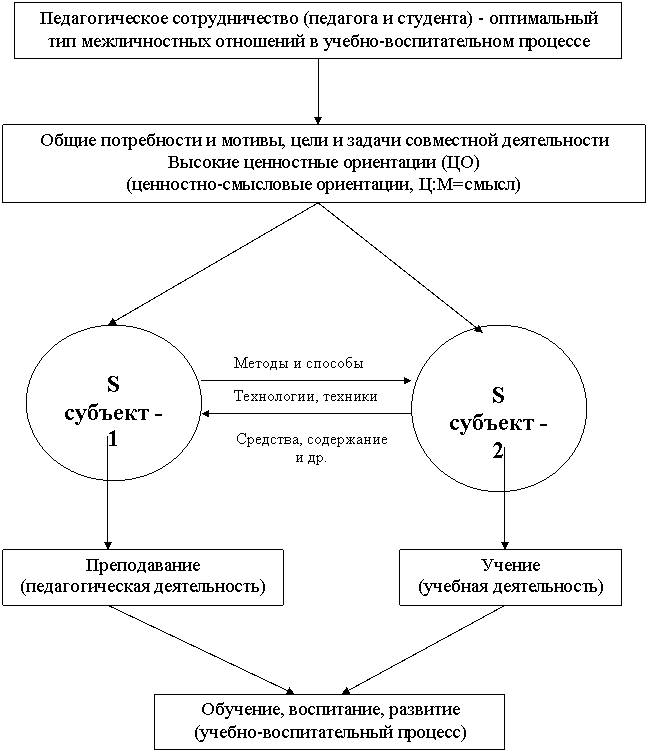 Педагогическое сотрудничество (педагога и студента) - оптимальный
тип межличностных отношений в учебно-воспитательном процессе
Общие потребности и мотивы, цели и задачи совместной деятельности
Высокие ценностные ориентации (ЦО)
(ценностно-смысловые ориентации, Ц:М=смысл)
S
субъект -
1
Методы и способы
Технологии, техники
Средства, содержание
и др.
S
субъект -
2
Преподавание
(педагогическая деятельность)
Учение
(учебная деятельность)
Обучение, воспитание, развитие
(учебно-воспитательный процесс)